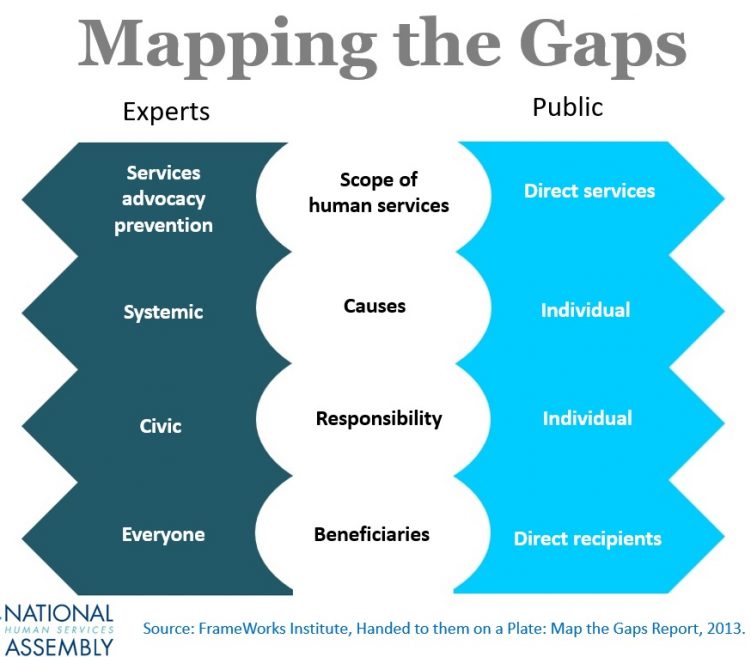 Mapping the Gaps
Experts
Public
Services
advocacy
prevention
Scope of
human services
Direct services
Systemic
Causes
Individual
Civic
Responsibility
Individual
Everyone
Beneficiaries
Direct recipients
NATIONAL
HUMAN SERVICES
ASSEMBLY
Source: FrameWorks Institute, Handed to them on a Plate: Map the Gaps Report, 2013.